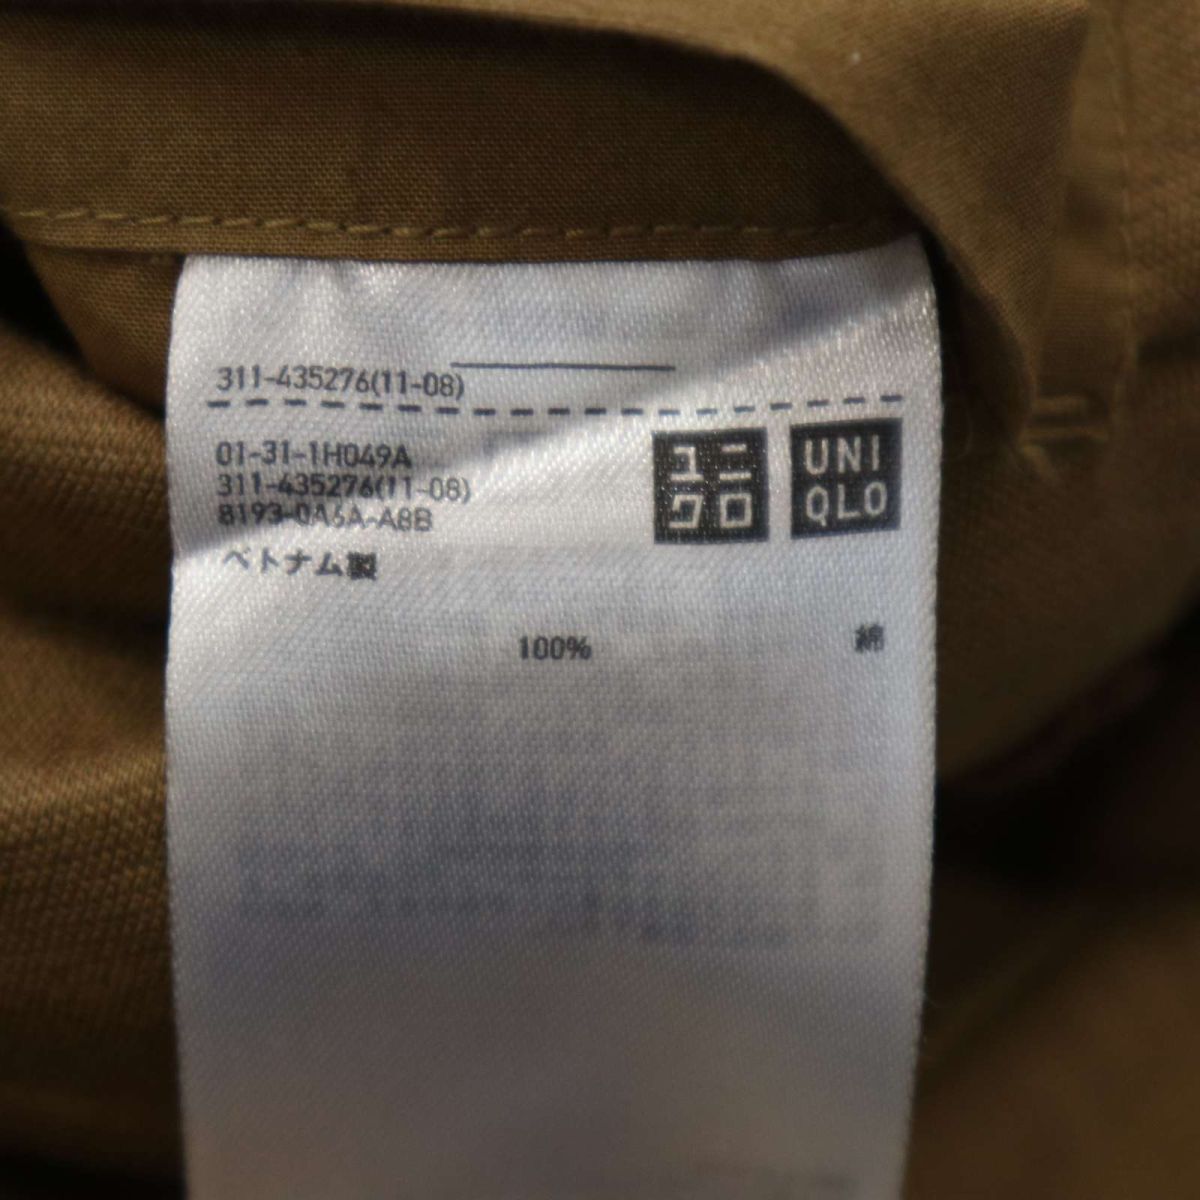 311-435276(11-08)
01-31-1H049A
311-435276(11-08)
8193-0A6A-A8B
ベトナム製
ユニ
クロ
UNI
QLO
100% 綿